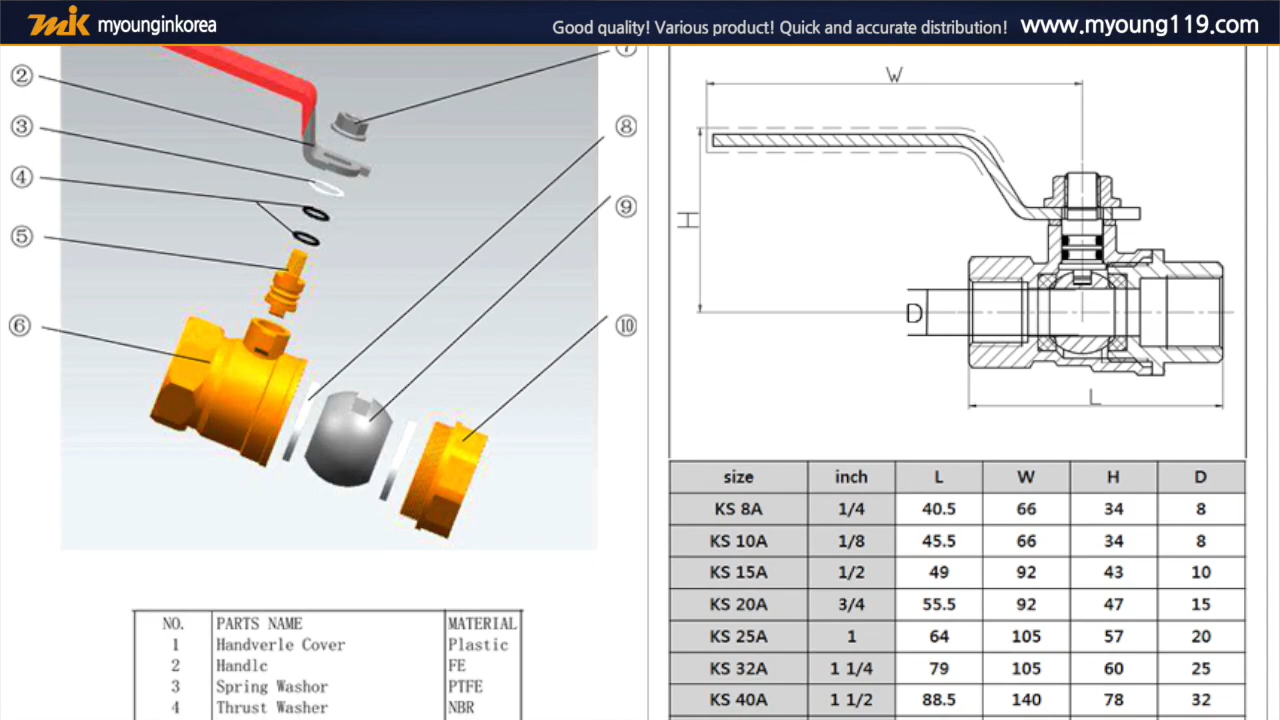 mik myounginkorea
Good quality! Various product! Quick and accurate distribution! www.myoung119.com
②
③
④
⑤
⑥
⑦
⑧
⑨
⑩
NO. PARTS NAME MATERIAL
1 Handverle Cover Plastic
2 Handlc FE
3 Spring Washor PTFE
4 Thrust Washer NBR
W
H
D
L
size inch L W H D
KS 8A 1/4 40.5 66 34 8
KS 10A 1/8 45.5 66 34 8
KS 15A 1/2 49 92 43 10
KS 20A 3/4 55.5 92 47 15
KS 25A 1 64 105 57 20
KS 32A 1 1/4 79 105 60 25
KS 40A 1 1/2 88.5 140 78 32